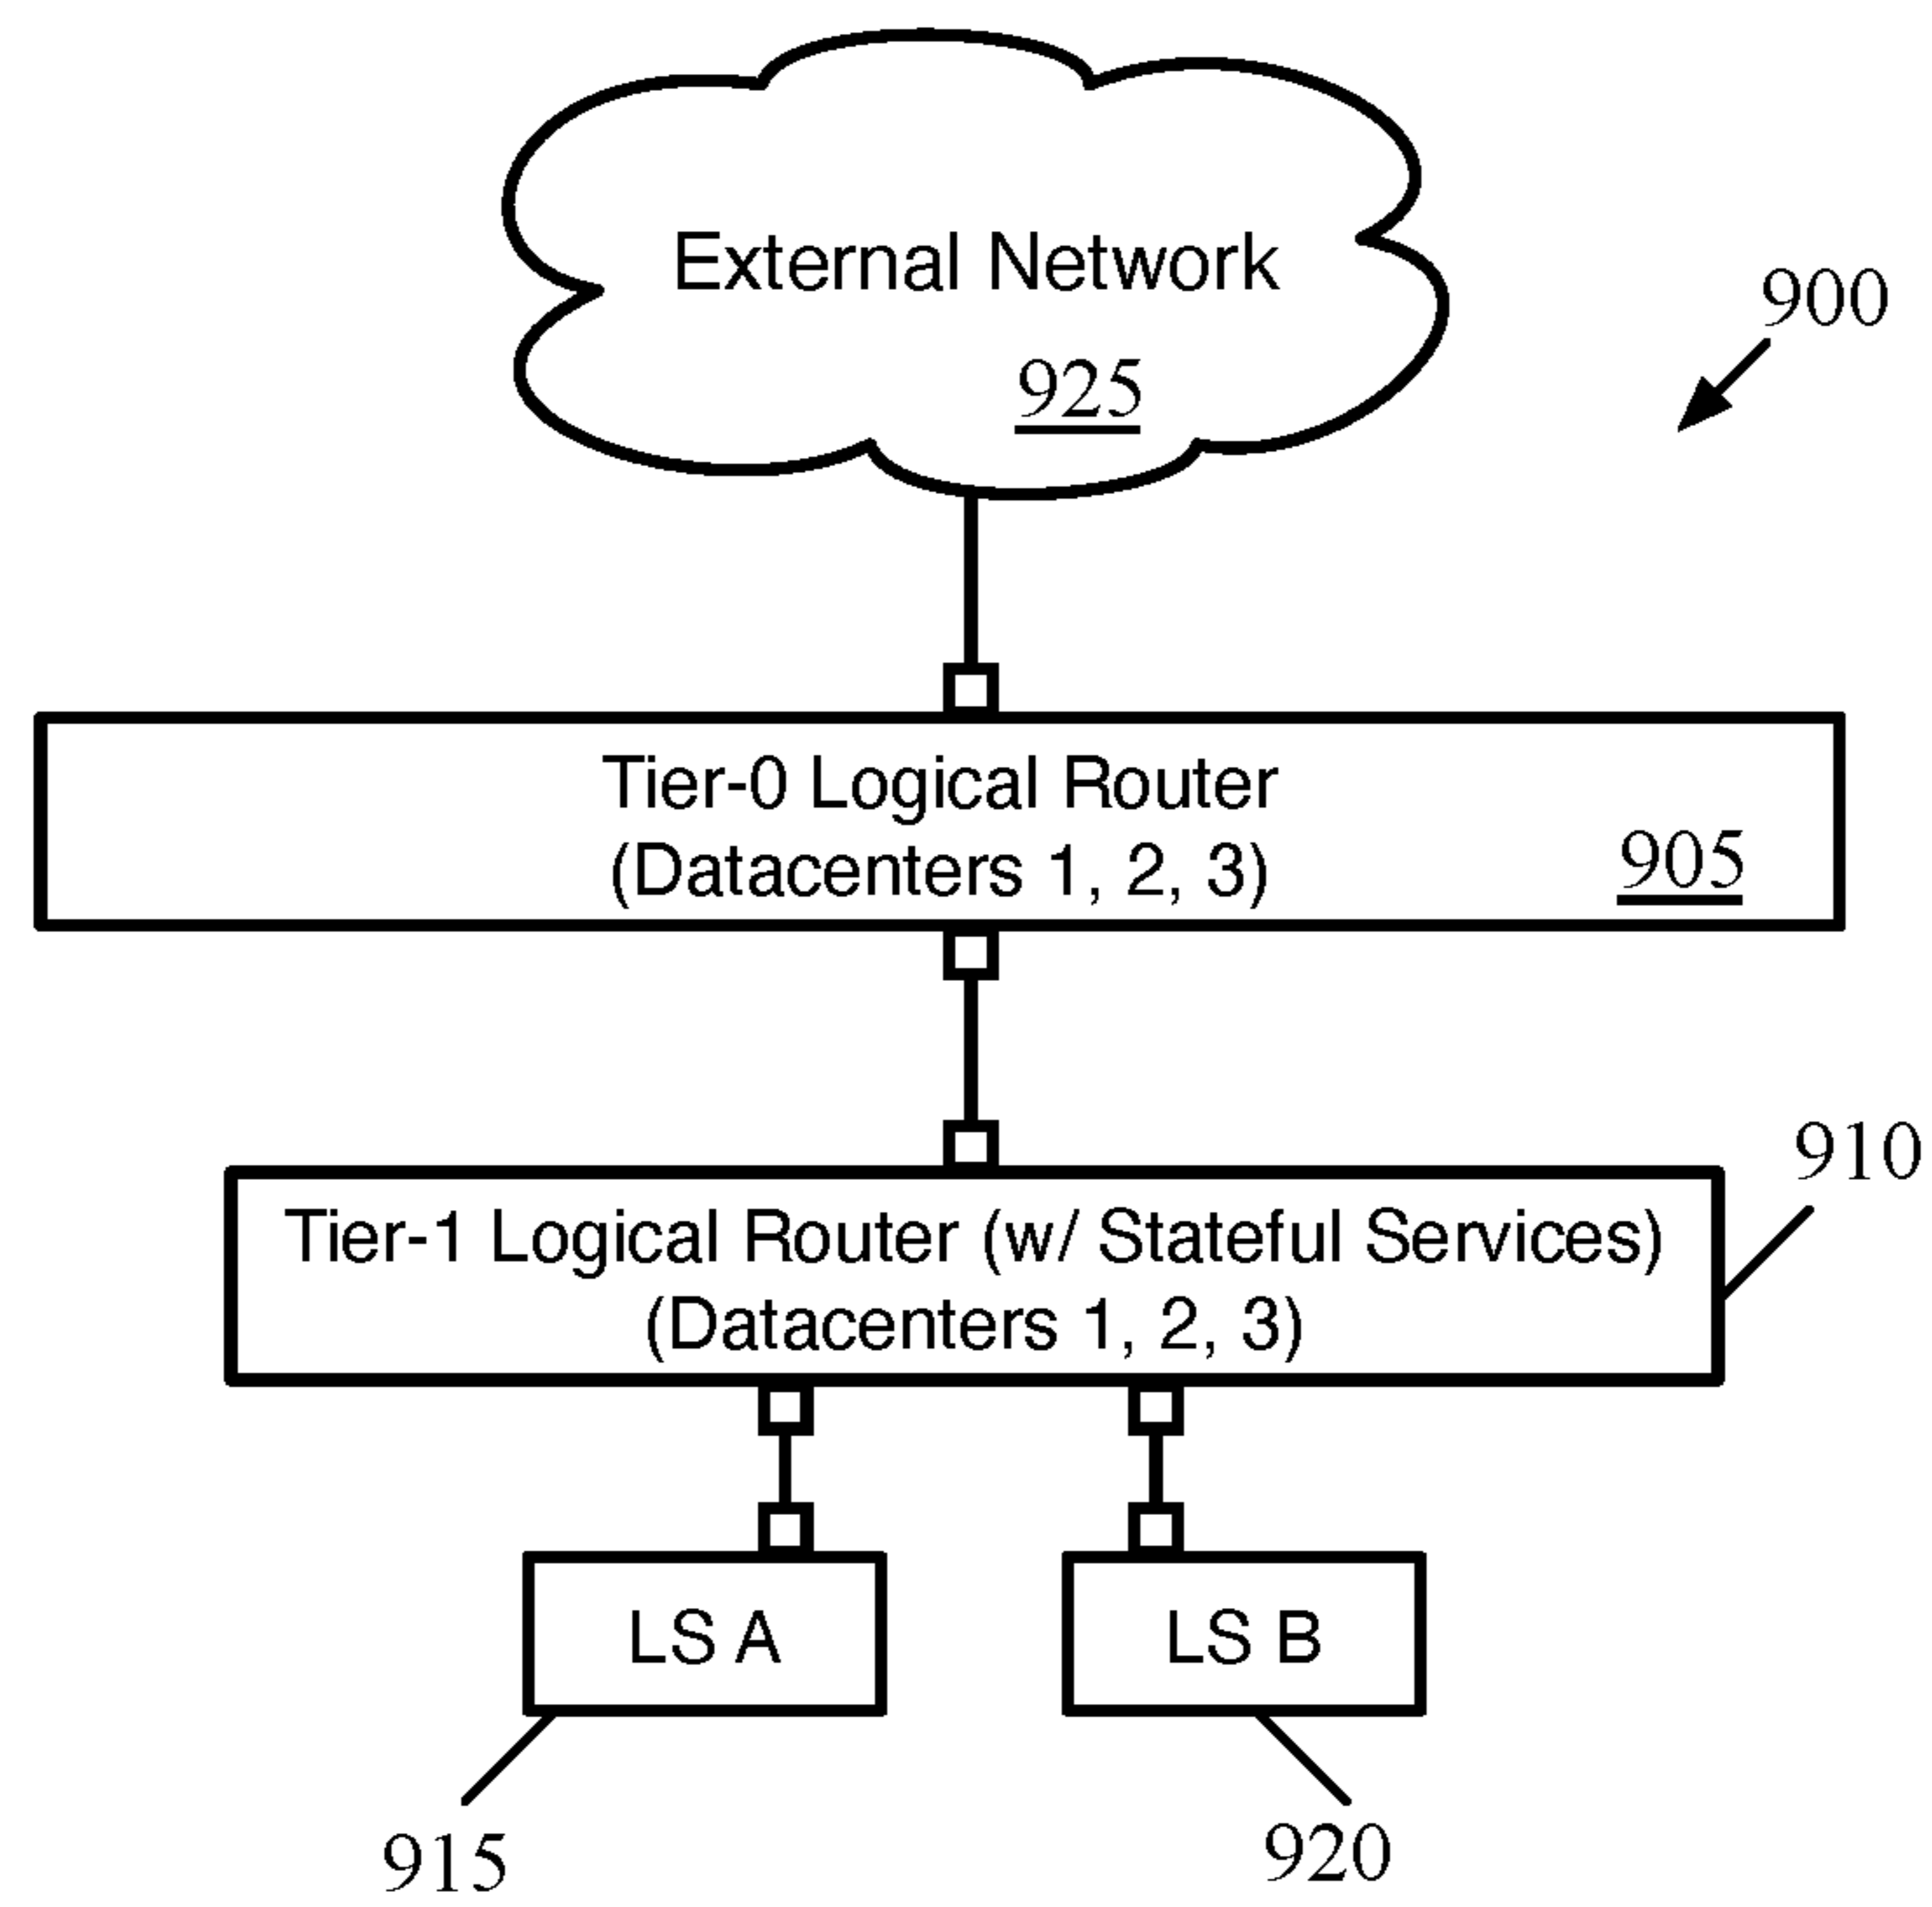 External Network
925
900
Tier-0 Logical Router
(Datacenters 1, 2, 3)
905
910
Tier-1 Logical Router (w/ Stateful Services)
(Datacenters 1, 2, 3)
LS A
LS B
915
920